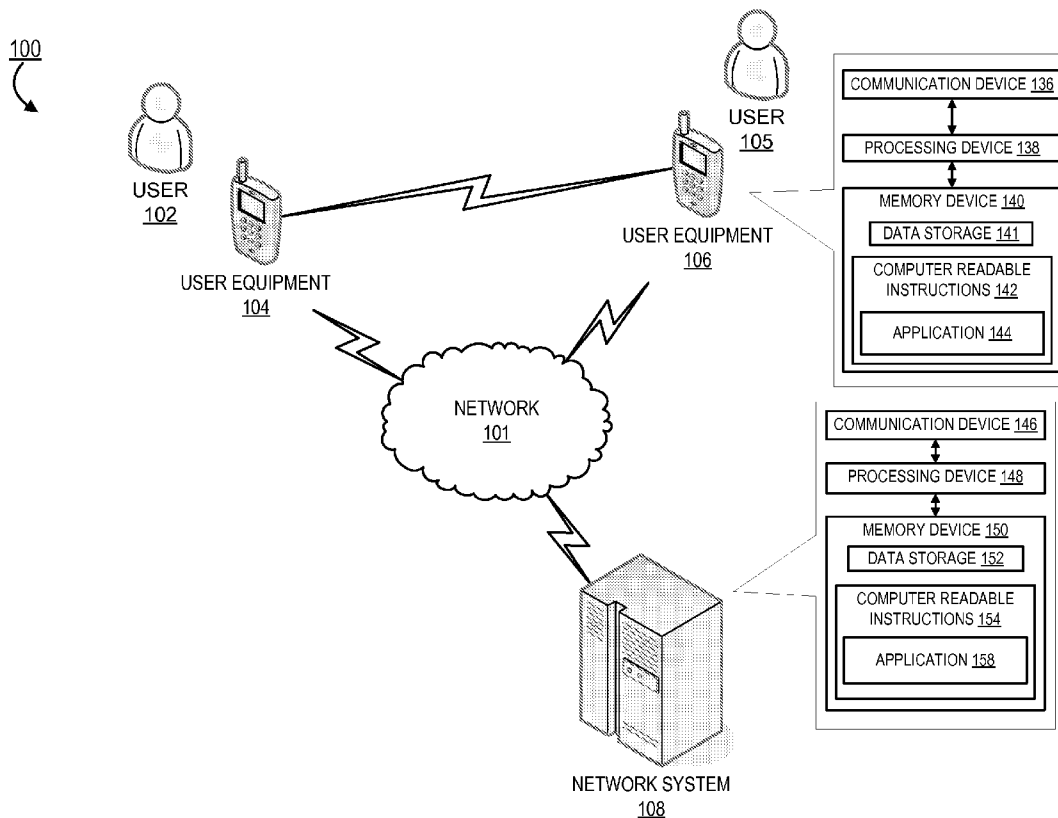 100
USER
102
USER EQUIPMENT
104
USER
105
USER EQUIPMENT
106
NETWORK
101
NETWORK SYSTEM
108
COMMUNICATION DEVICE 136
PROCESSING DEVICE 138
MEMORY DEVICE 140
DATA STORAGE 141
COMPUTER READABLE
INSTRUCTIONS 142
APPLICATION 144
COMMUNICATION DEVICE 146
PROCESSING DEVICE 148
MEMORY DEVICE 150
DATA STORAGE 152
COMPUTER READABLE
INSTRUCTIONS 154
APPLICATION 158